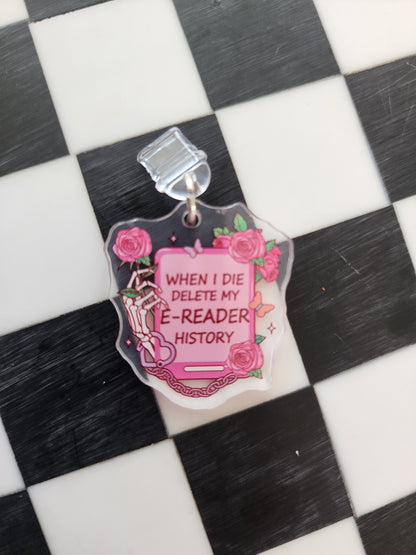 WHEN I DIE
DELETE MY
E-READER
HISTORY